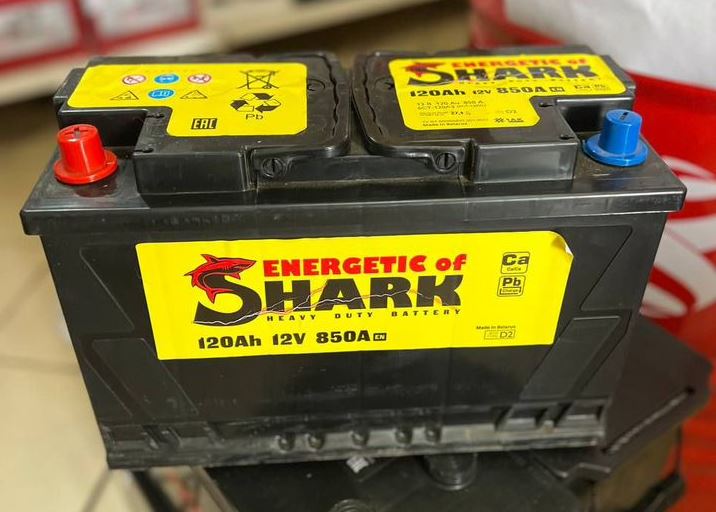 Pb
EAC
ENERGETIC of
SHARK
120Ah 12V 850A EN
Made in Belarus
D2
ENERGETIC of
SHARK
HEAVY DUTY BATTERY
120Ah 12V 850A EN
Ca
Pb
Made in Belarus
D2